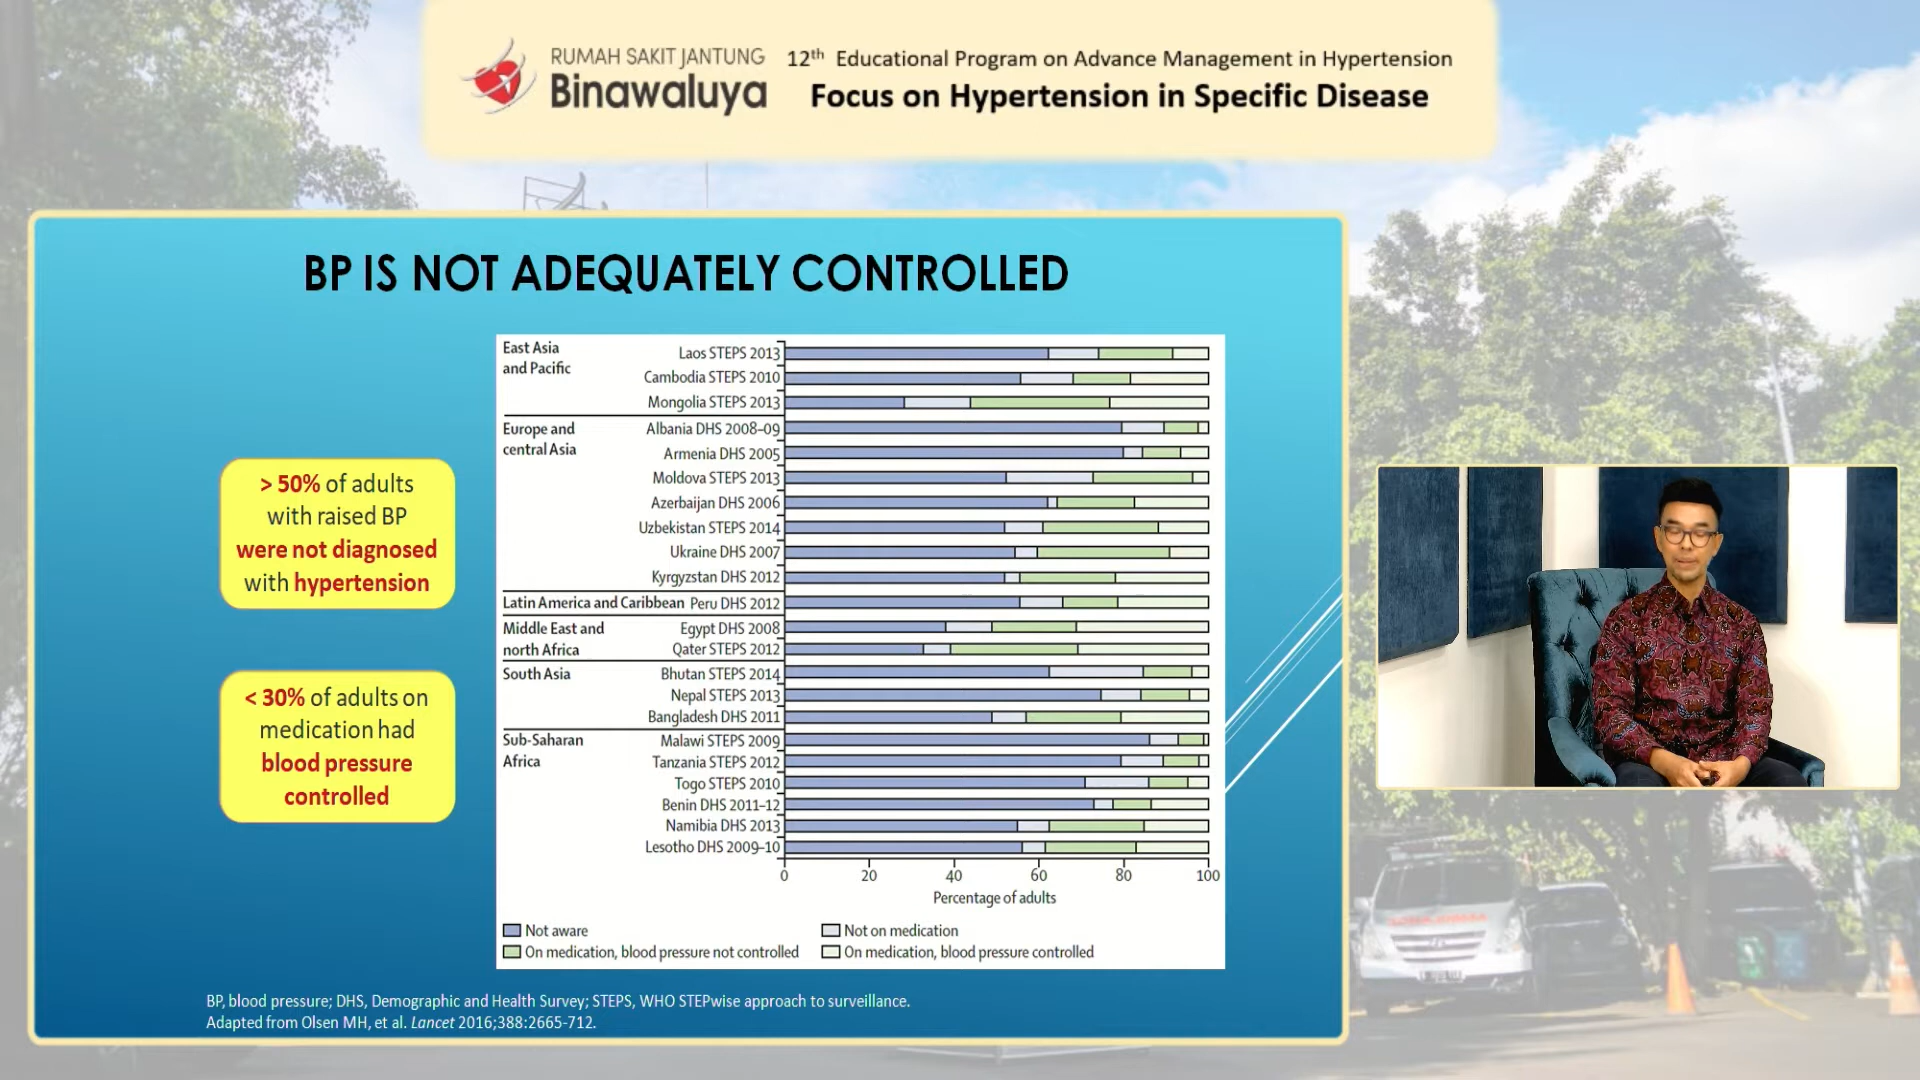 RUMAH SAKIT JANTUNG
Binawaluya
12th Educational Program on Advance Management in Hypertension
Focus on Hypertension in Specific Disease
BP IS NOT ADEQUATELY CONTROLLED
> 50% of adults
with raised BP
were not diagnosed
with hypertension
< 30% of adults on
medication had
blood pressure
controlled
East Asia
and Pacific
Laos STEPS 2013
Cambodia STEPS 2010
Mongolia STEPS 2013
Europe and
central Asia
Albania DHS 2008–09
Armenia DHS 2005
Moldova STEPS 2013
Azerbaijan DHS 2006
Uzbekistan STEPS 2014
Ukraine DHS 2007
Kyrgyzstan DHS 2012
Latin America and Caribbean Peru DHS 2012
Middle East and
north Africa
Egypt DHS 2008
Qater STEPS 2012
South Asia
Bhutan STEPS 2014
Nepal STEPS 2013
Bangladesh DHS 2011
Sub-Saharan
Africa
Malawi STEPS 2009
Tanzania STEPS 2012
Togo STEPS 2010
Benin DHS 2011–12
Namibia DHS 2013
Lesotho DHS 2009–10
0 20 40 60 80 100
Percentage of adults
Not aware
Not on medication
On medication, blood pressure not controlled
On medication, blood pressure controlled
BP, blood pressure; DHS, Demographic and Health Survey; STEPS, WHO STEPwise approach to surveillance.
Adapted from Olsen MH, et al. Lancet 2016;388:2665-712.